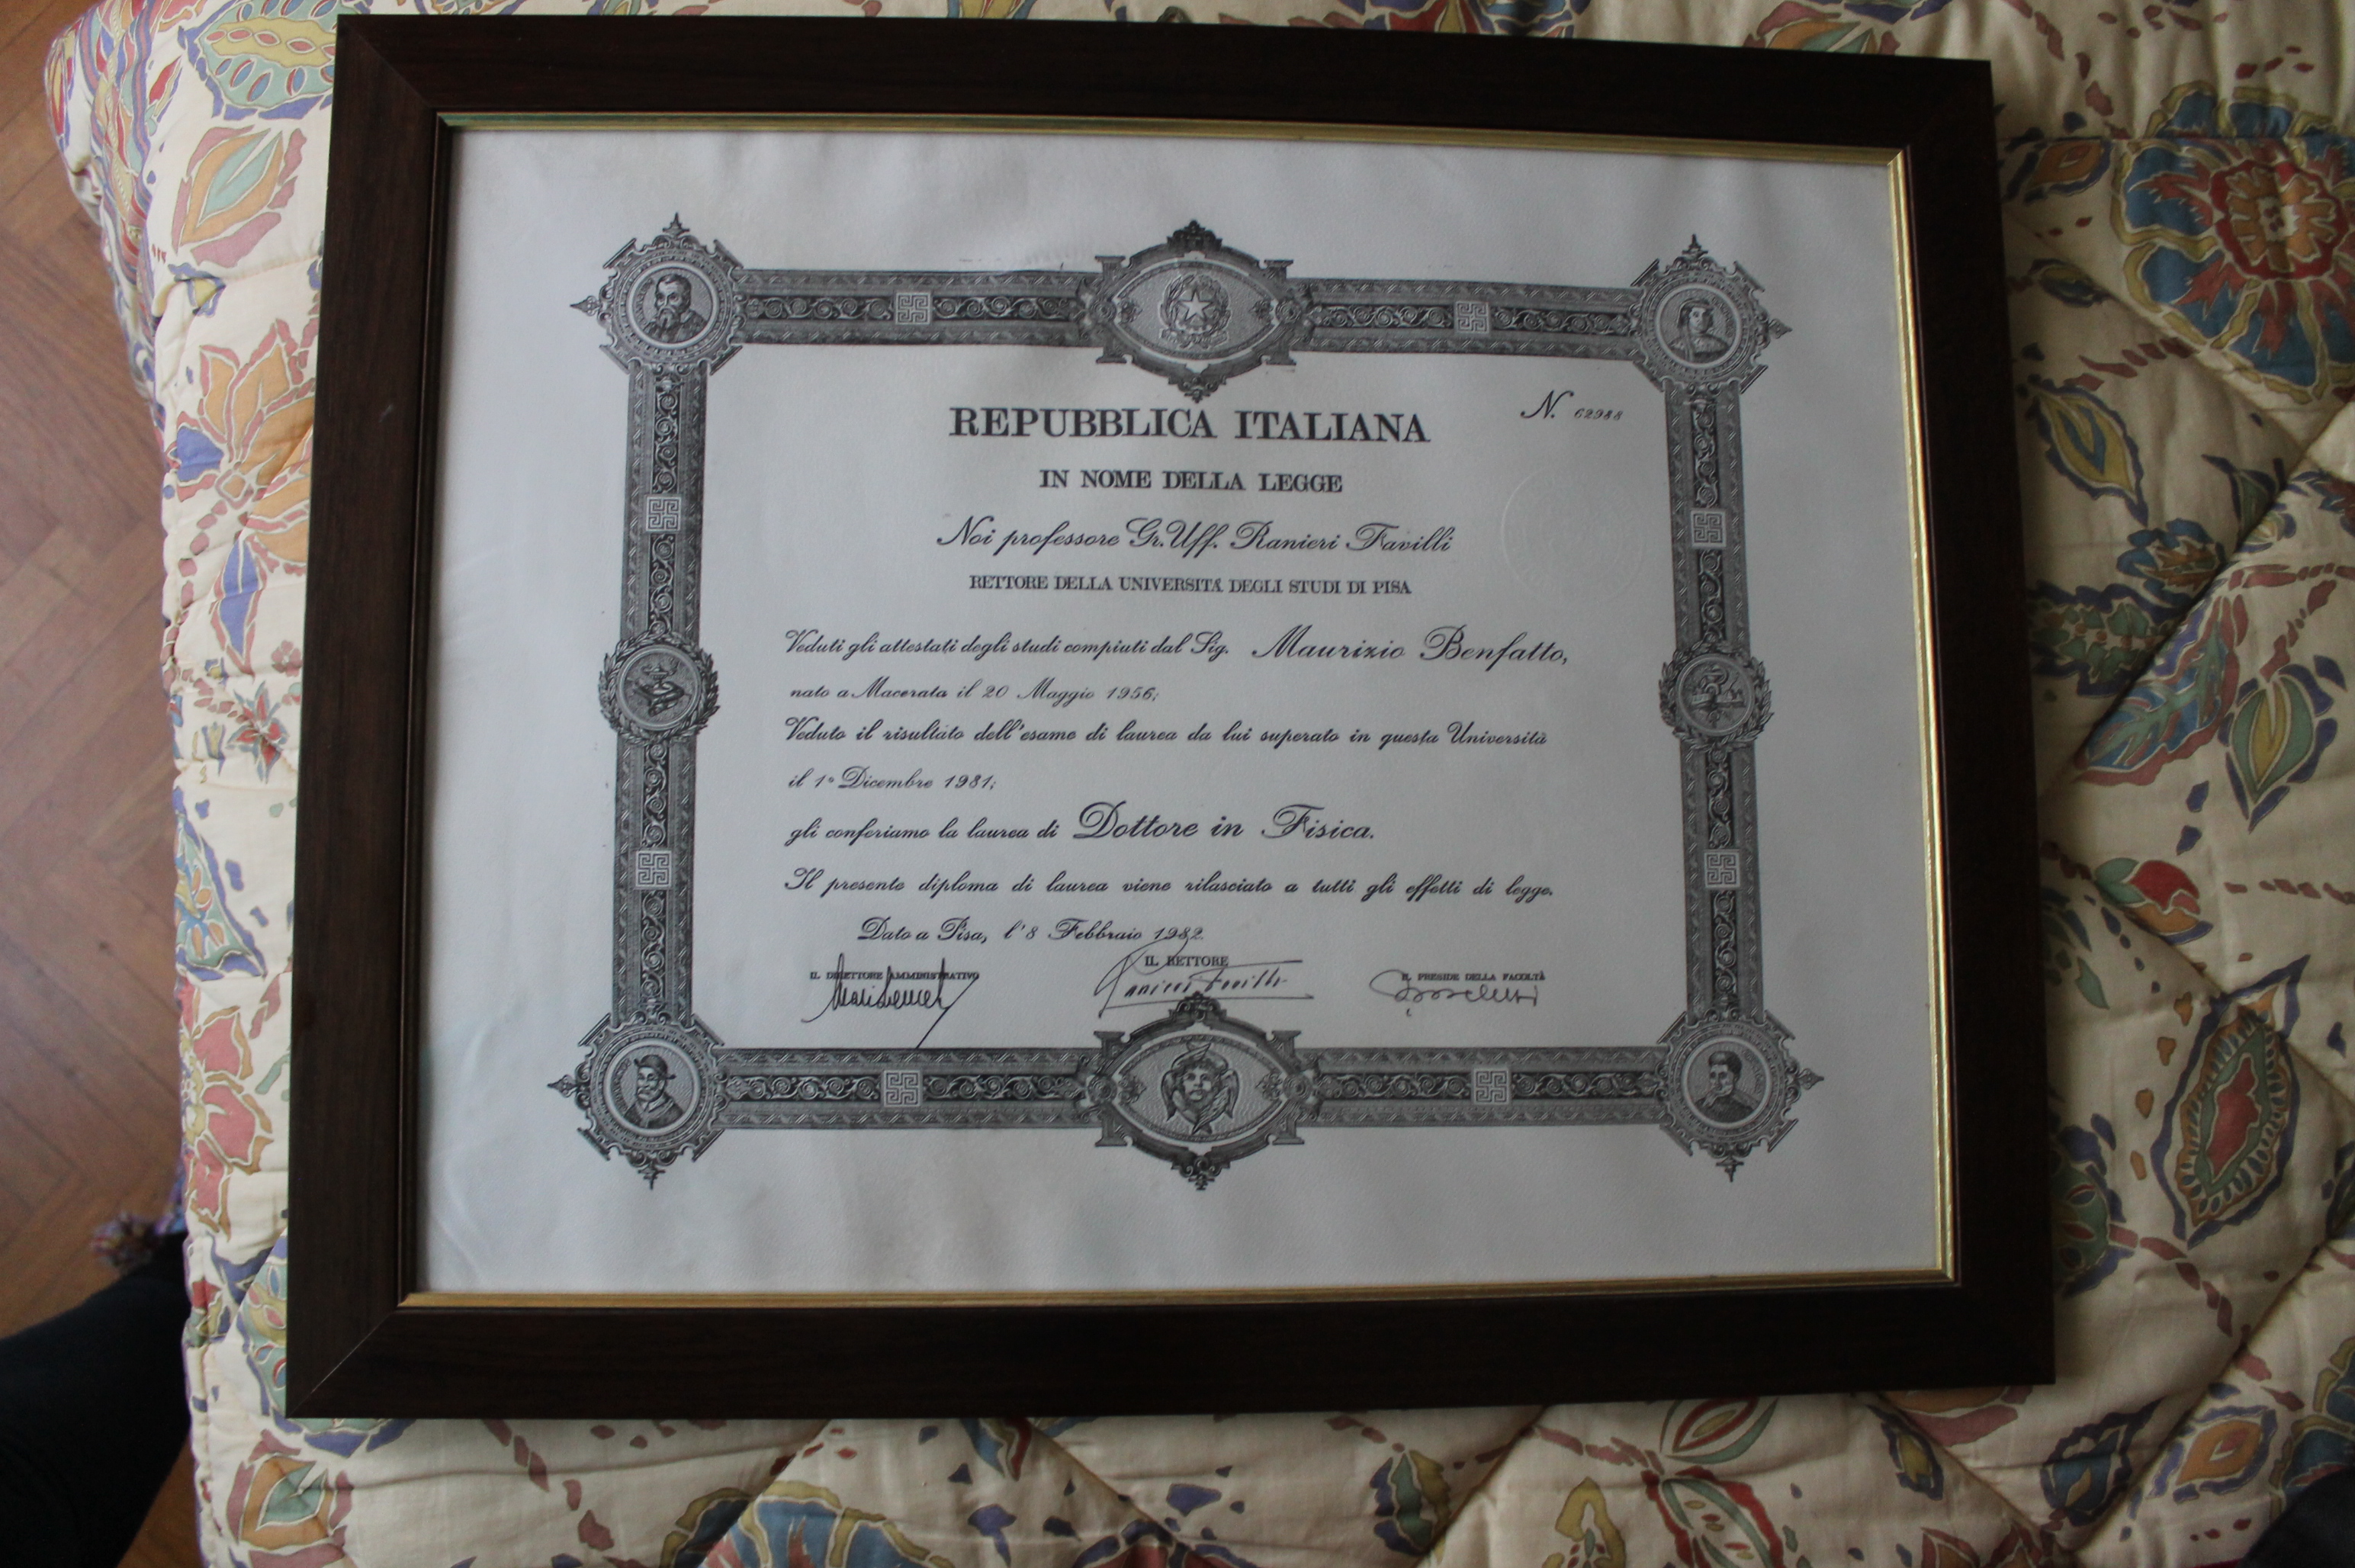 REPUBBLICA ITALIANA
N. 62988
IN NOME DELLA LEGGE
Noi professore Gr. Uff. Ranieri Favilli
RETTORE DELLA UNIVERSITÀ DEGLI STUDI DI PISA
Veduti gli attestati degli studi compiuti dal Sig. Maurizio Benfatto,
nato a Macerata il 20 Maggio 1956;
Veduto il risultato dell'esame di laurea da lui superato in questa Università
il 1° Dicembre 1981;
gli conferiamo la laurea di Dottore in Fisica.
Il presente diploma di laurea viene rilasciato a tutti gli effetti di legge.
Dato a Pisa, l'8 Febbraio 1982.
IL DIRETTORE AMMINISTRATIVO
IL RETTORE
IL PRESIDE DELLA FACOLTÀ
Ranieri Favilli